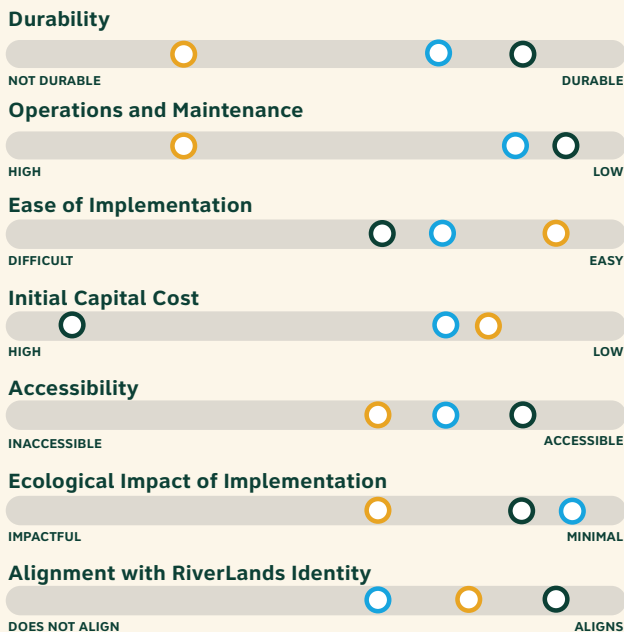 Durability
NOT DURABLE DURABLE
Operations and Maintenance
HIGH LOW
Ease of Implementation
DIFFICULT EASY
Initial Capital Cost
HIGH LOW
Accessibility
INACCESSIBLE ACCESSIBLE
Ecological Impact of Implementation
IMPACTFUL MINIMAL
Alignment with RiverLands Identity
DOES NOT ALIGN ALIGNS